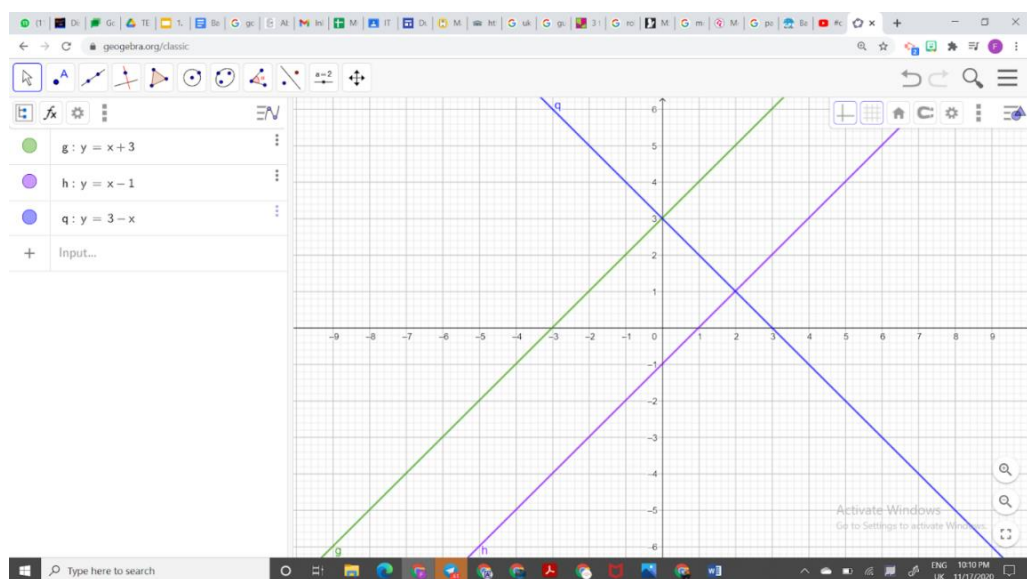 geogebra.org/classic
g : y = x + 3
h : y = x − 1
q : y = 3 − x
+ Input...
a=2
fx
q
g
h
6
5
4
3
2
1
−9 −8 −7 −6 −5 −4 −3 −2 −1 0 1 2 3 4 5 6 7 8 9
−1
−2
−3
−4
−5
−6
Activate Windows
Go to Settings to activate Windows.
Type here to search
ENG 10:10 PM
UK 11/17/2020